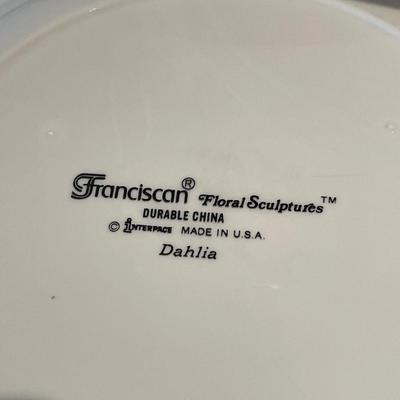 Franciscan® Floral Sculptures™
DURABLE CHINA
© INTERPACE MADE IN U.S.A.
Dahlia